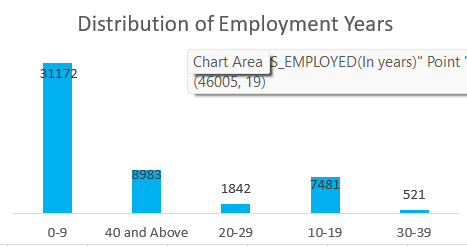 Distribution of Employment Years
Chart Area S_EMPLOYED(In years)" Point "
(46005, 19)
31172
8983
1842
7481
521
0-9 40 and Above 20-29 10-19 30-39